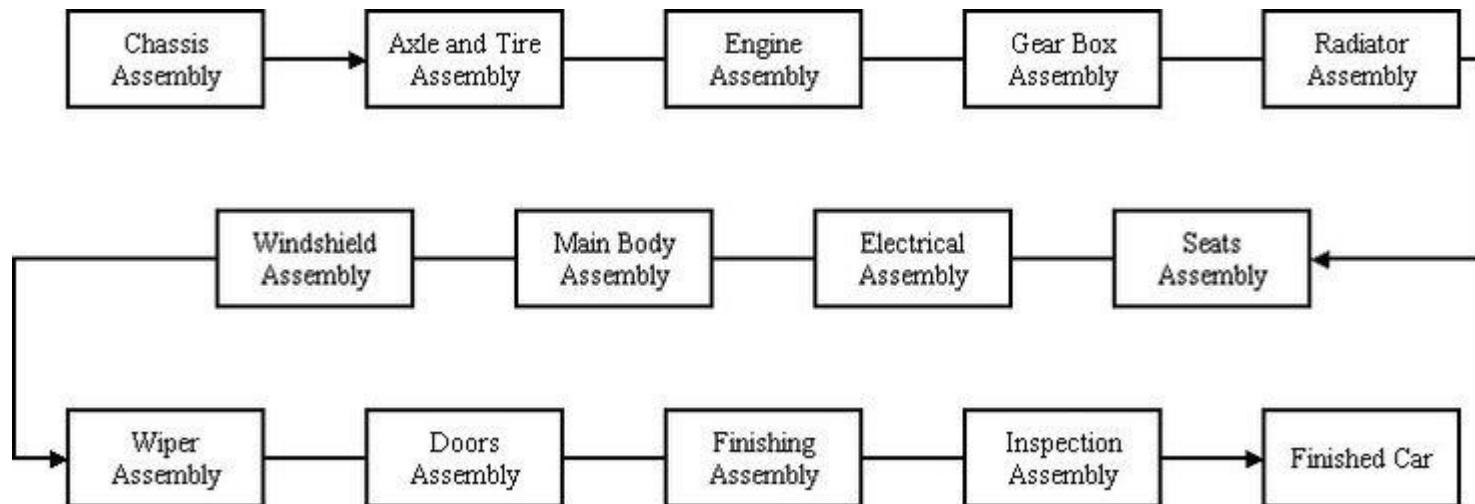 Chassis
Assembly
Axle and Tire
Assembly
Engine
Assembly
Gear Box
Assembly
Radiator
Assembly
Windshield
Assembly
Main Body
Assembly
Electrical
Assembly
Seats
Assembly
Wiper
Assembly
Doors
Assembly
Finishing
Assembly
Inspection
Assembly
Finished Car